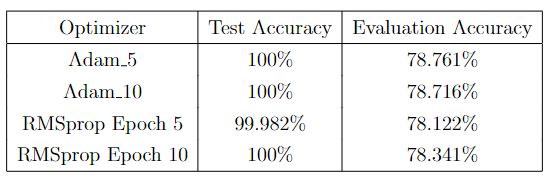 Optimizer Test Accuracy Evaluation Accuracy
Adam_5 100% 78.761%
Adam_10 100% 78.716%
RMSprop Epoch 5 99.982% 78.122%
RMSprop Epoch 10 100% 78.341%